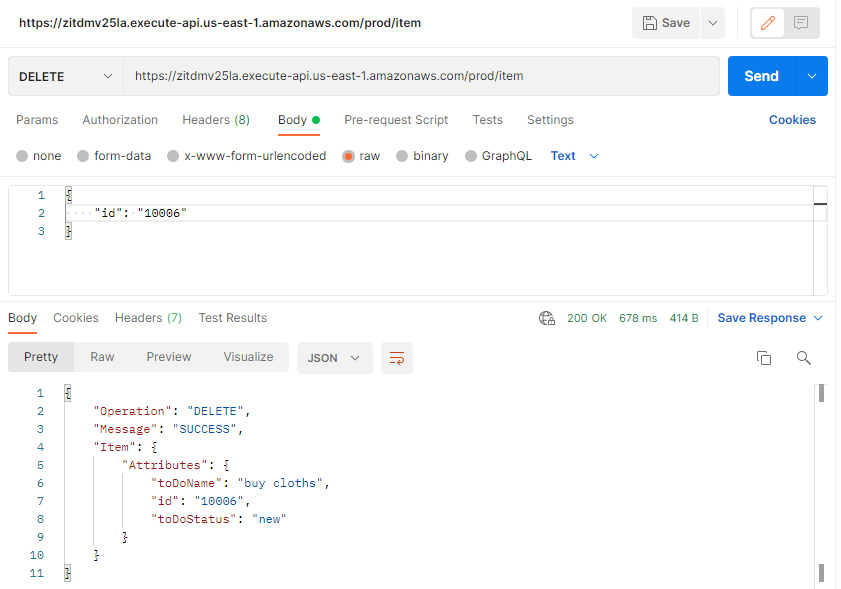 https://zitdmv25la.execute-api.us-east-1.amazonaws.com/prod/item Save
DELETE https://zitdmv25la.execute-api.us-east-1.amazonaws.com/prod/item Send
Params Authorization Headers (8) Body Pre-request Script Tests Settings Cookies
none form-data x-www-form-urlencoded raw binary GraphQL Text
1 {
2 "id": "10006"
3 }
Body Cookies Headers (7) Test Results 200 OK 678 ms 414 B Save Response
Pretty Raw Preview Visualize JSON
1 {
2 "Operation": "DELETE",
3 "Message": "SUCCESS",
4 "Item": {
5 "Attributes": {
6 "toDoName": "buy cloths",
7 "id": "10006",
8 "toDoStatus": "new"
9 }
10 }
11 }